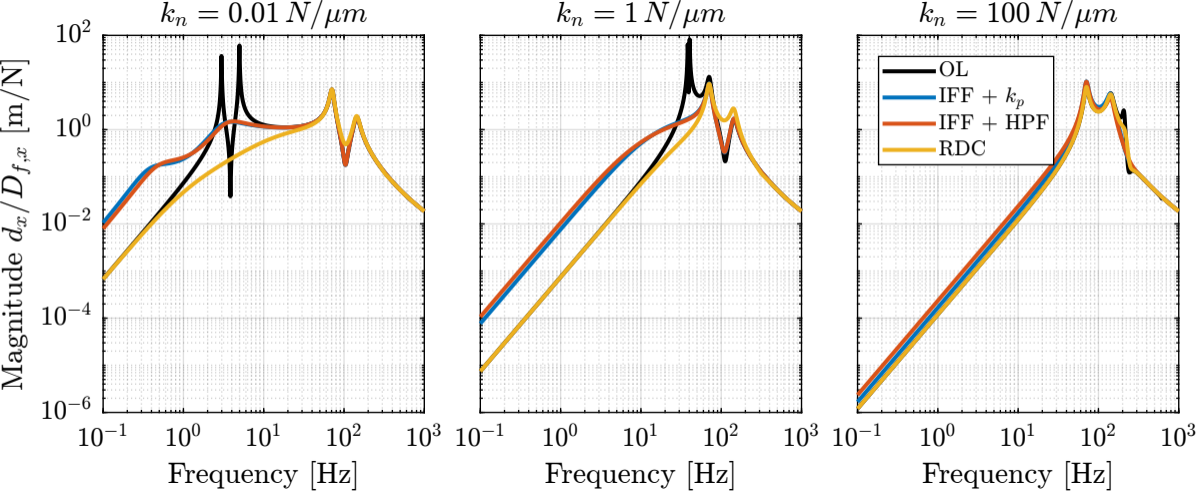 k_n = 0.01 N/μm
k_n = 1 N/μm
k_n = 100 N/μm
Magnitude d_x/D_{f,x} [m/N]
10^2
10^0
10^{-2}
10^{-4}
10^{-6}
OL
IFF + k_p
IFF + HPF
RDC
10^{-1} 10^0 10^1 10^2 10^3
10^{-1} 10^0 10^1 10^2 10^3
10^{-1} 10^0 10^1 10^2 10^3
Frequency [Hz]
Frequency [Hz]
Frequency [Hz]